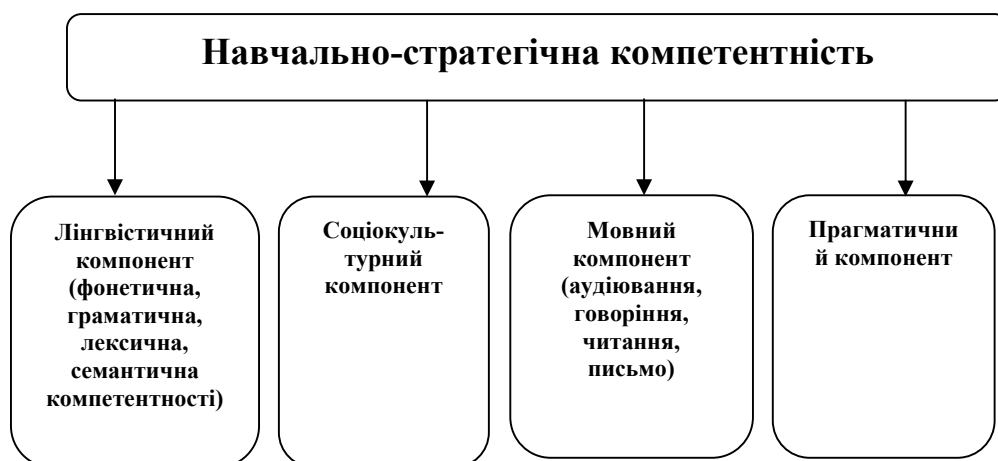 Навчально-стратегічна компетентність
Лінгвістичний
компонент
(фонетична,
граматична,
лексична,
семантична
компетентності)
Соціокуль-
турний
компонент
Мовний
компонент
(аудіювання,
говоріння,
читання,
письмо)
Прагматични
й компонент